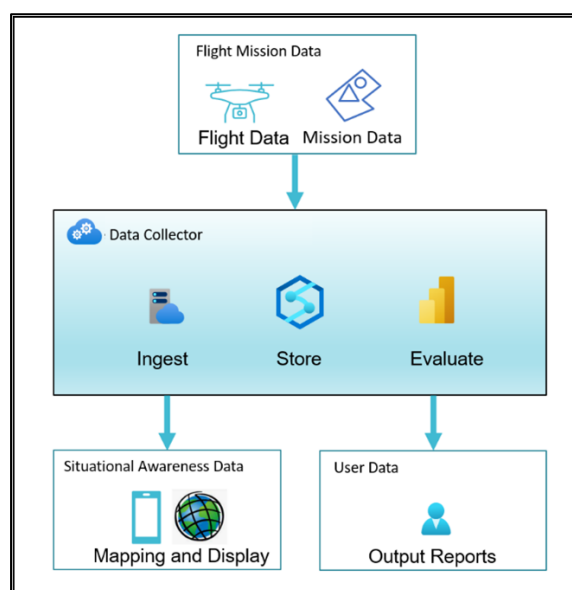 Flight Mission Data
Flight Data Mission Data
Data Collector
Ingest Store Evaluate
Situational Awareness Data
Mapping and Display
User Data
Output Reports